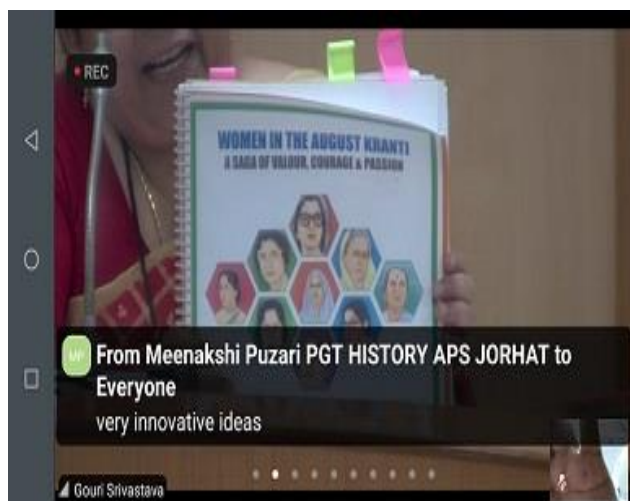 REC
WOMEN IN THE AUGUST KRANTI
A SAGA OF VALOUR, COURAGE & PASSION
MP
From Meenakshi Puzari PGT HISTORY APS JORHAT to
Everyone
very innovative ideas
Gouri Srivastava